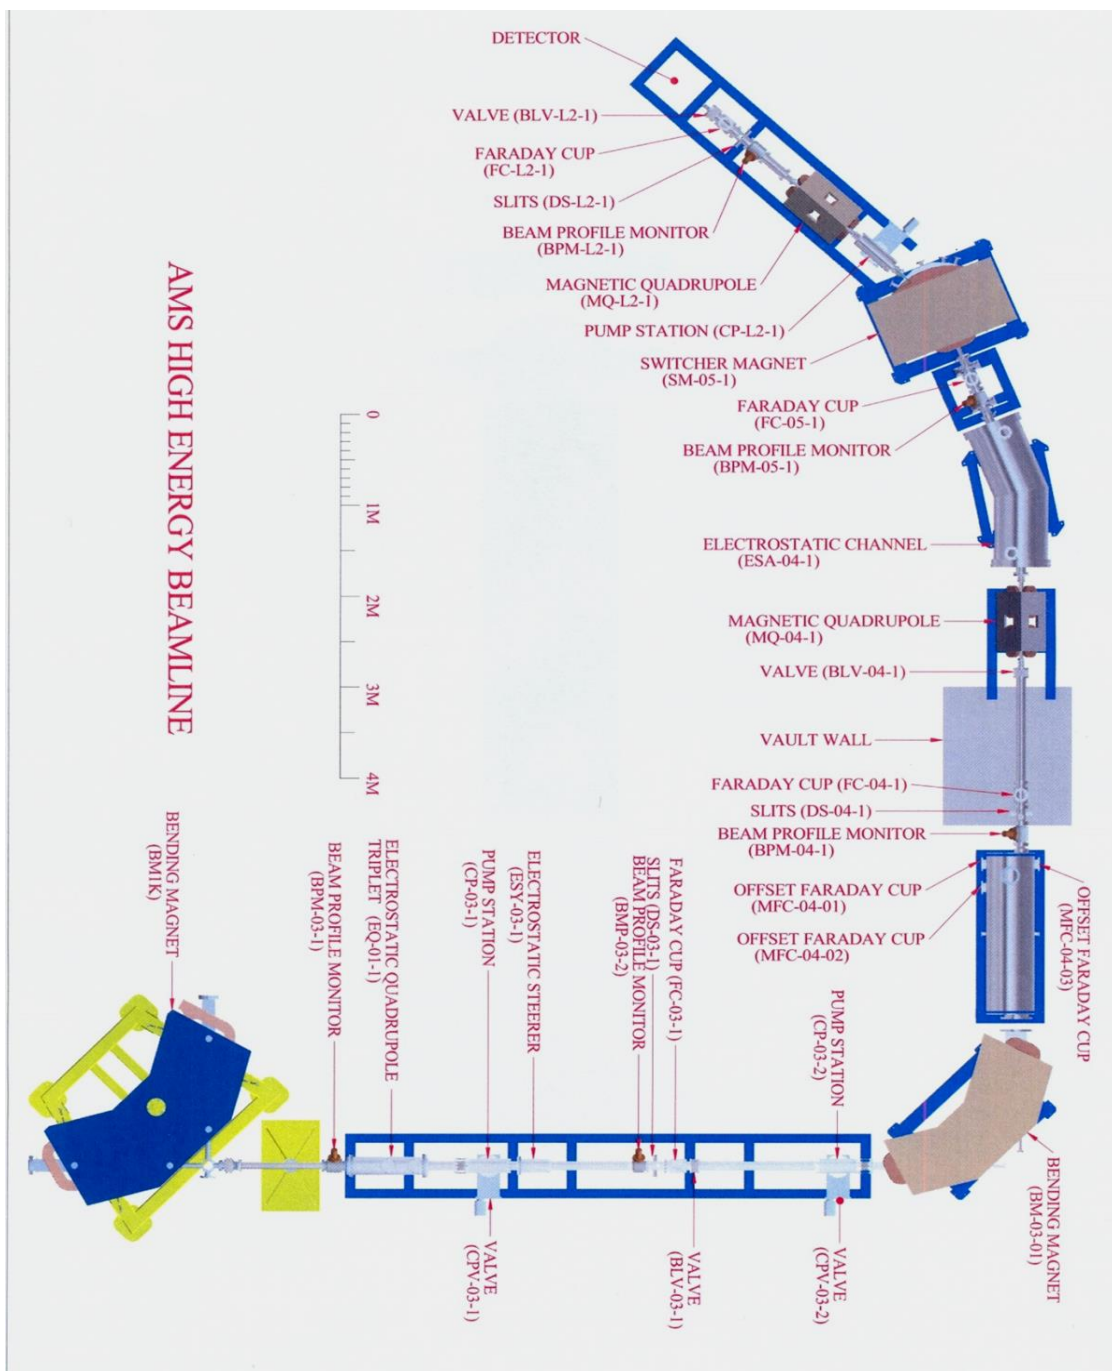 DETECTOR
VALVE (BLV-L2-1)
FARADAY CUP
(FC-L2-1)
SLITS (DS-L2-1)
BEAM PROFILE MONITOR
(BPM-L2-1)
MAGNETIC QUADRUPOLE
(MQ-L2-1)
PUMP STATION (CP-L2-1)
SWITCHER MAGNET
(SM-05-1)
FARADAY CUP
(FC-05-1)
BEAM PROFILE MONITOR
(BPM-05-1)
ELECTROSTATIC CHANNEL
(ESA-04-1)
MAGNETIC QUADRUPOLE
(MQ-04-1)
VALVE (BLV-04-1)
VAULT WALL
FARADAY CUP (FC-04-1)
SLITS (DS-04-1)
BEAM PROFILE MONITOR
(BPM-04-1)
OFFSET FARADAY CUP
(MFC-04-01)
OFFSET FARADAY CUP
(MFC-04-02)
OFFSET FARADAY CUP
(MFC-04-03)
AMS HIGH ENERGY BEAMLINE
0
1M
2M
3M
4M
BENDING MAGNET
(BM1K)
BEAM PROFILE MONITOR
(BPM-03-1)
ELECTROSTATIC QUADRUPOLE
TRIPLET (EQ-01-1)
PUMP STATION
(CP-03-1)
ELECTROSTATIC STEERER
(ESY-03-1)
FARADAY CUP (FC-03-1)
SLITS (DS-03-1)
BEAM PROFILE MONITOR
(BMP-03-2)
PUMP STATION
(CP-03-2)
BENDING MAGNET
(BM-03-01)
VALVE
(CPV-03-1)
VALVE
(BLV-03-1)
VALVE
(CPV-03-2)